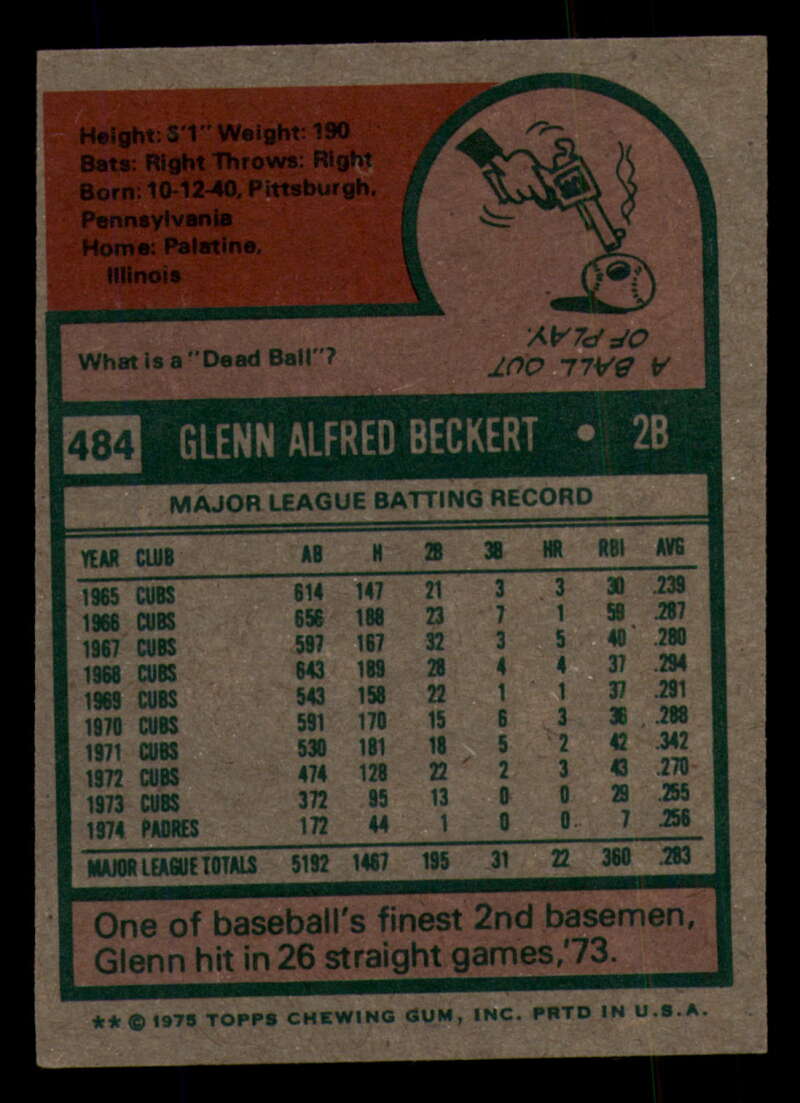 Height: 5'1" Weight: 190
Bats: Right Throws: Right
Born: 10-12-40, Pittsburgh,
Pennsylvania
Home: Palatine,
Illinois
What is a "Dead Ball"?
A BALL OUT
OF PLAY.
484 GLENN ALFRED BECKERT • 2B
MAJOR LEAGUE BATTING RECORD
YEAR CLUB AB H 2B 3B HR RBI AVG
1965 CUBS 614 147 21 3 3 30 .239
1966 CUBS 656 188 23 7 1 59 .287
1967 CUBS 597 167 32 3 5 40 .280
1968 CUBS 643 189 28 4 4 37 .294
1969 CUBS 543 158 22 1 1 37 .291
1970 CUBS 591 170 15 6 3 36 .288
1971 CUBS 530 181 18 5 2 42 .342
1972 CUBS 474 128 22 2 3 43 .270
1973 CUBS 372 95 13 0 0 29 .255
1974 PADRES 172 44 1 0 0 7 .256
MAJOR LEAGUE TOTALS 5192 1467 195 31 22 360 .283
One of baseball's finest 2nd basemen,
Glenn hit in 26 straight games,'73.
** © 1975 TOPPS CHEWING GUM, INC. PRTD IN U.S.A.